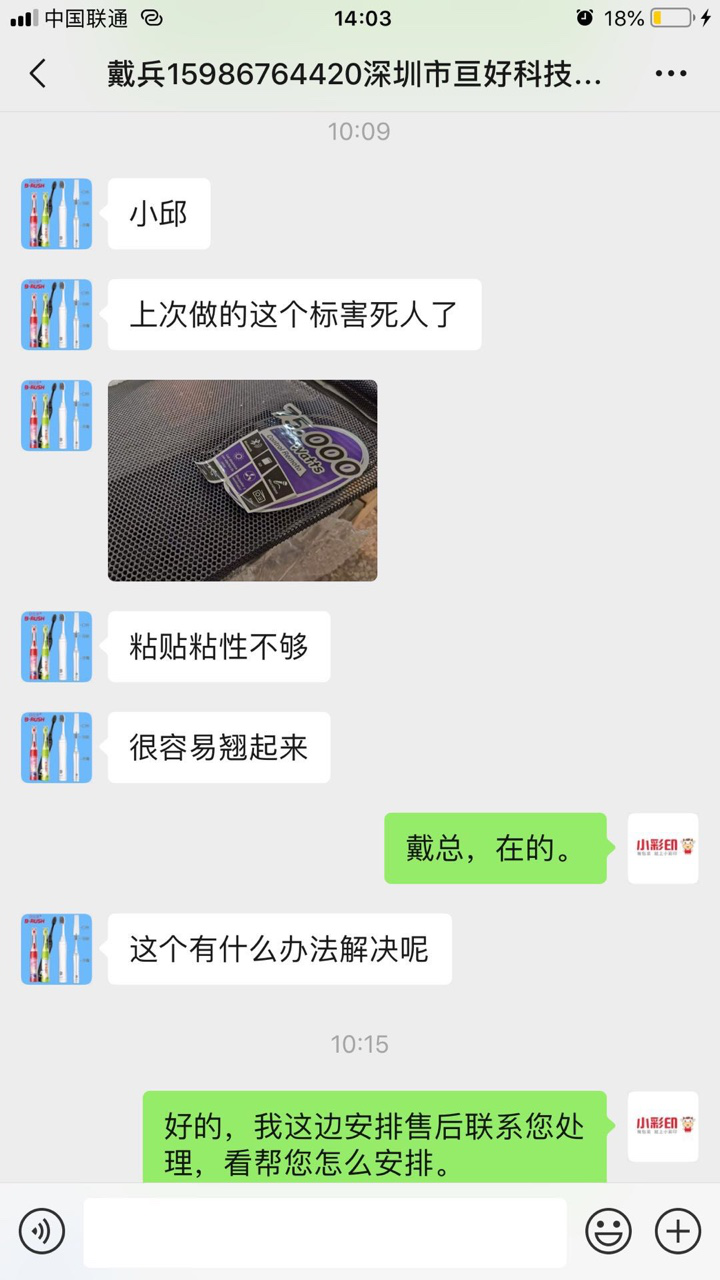 中国联通
14:03
18%
戴兵15986764420深圳市亘好科技...
10:09
小邱
上次做的这个标害死人了
75,000
Watts
粘贴粘性不够
很容易翘起来
戴总，在的。
小彩印
这个有什么办法解决呢
10:15
好的，我这边安排售后联系您处
理，看帮您怎么安排。
小彩印